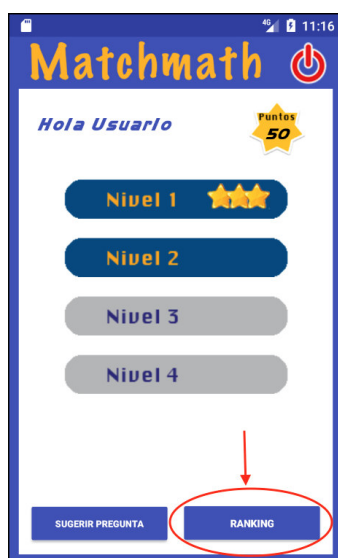 4G 11:16
Matchmath
Hola Usuario
Puntos
50
Nivel 1
Nivel 2
Nivel 3
Nivel 4
SUGERIR PREGUNTA RANKING